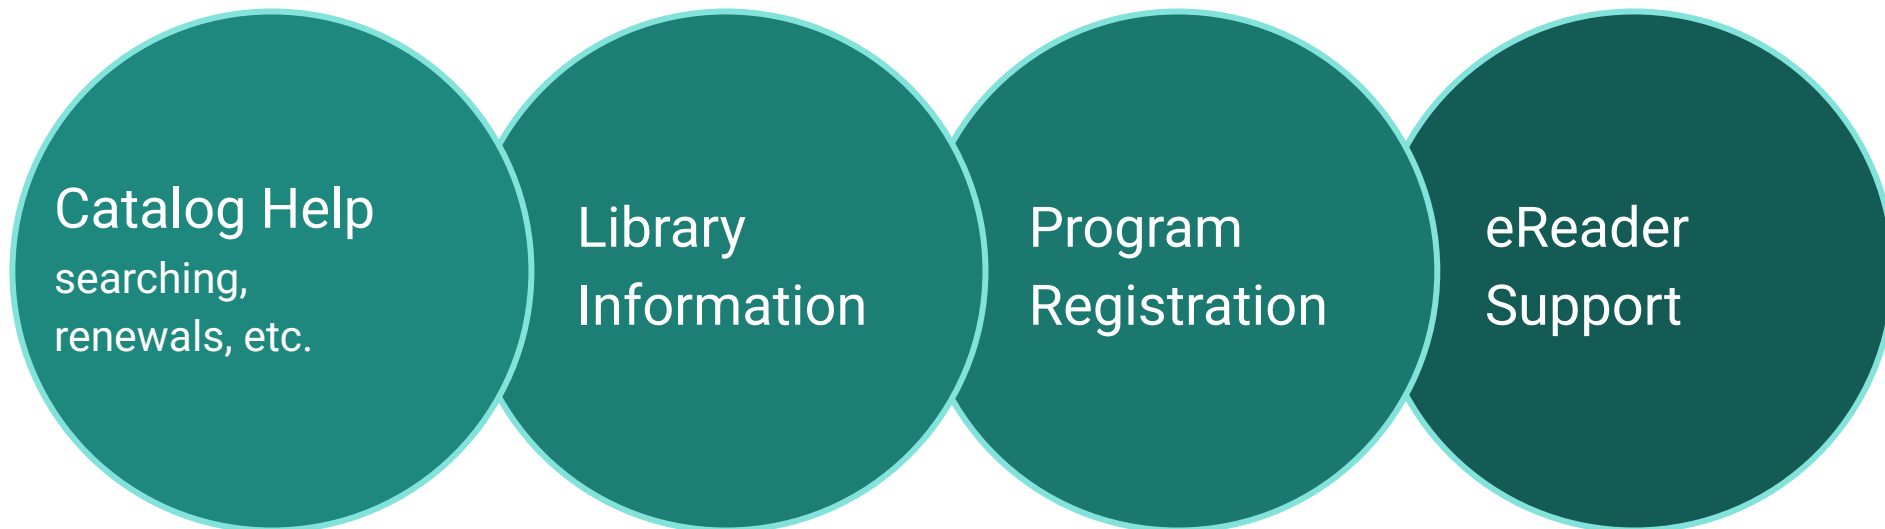 Catalog Help
searching,
renewals, etc.
Library
Information
Program
Registration
eReader
Support